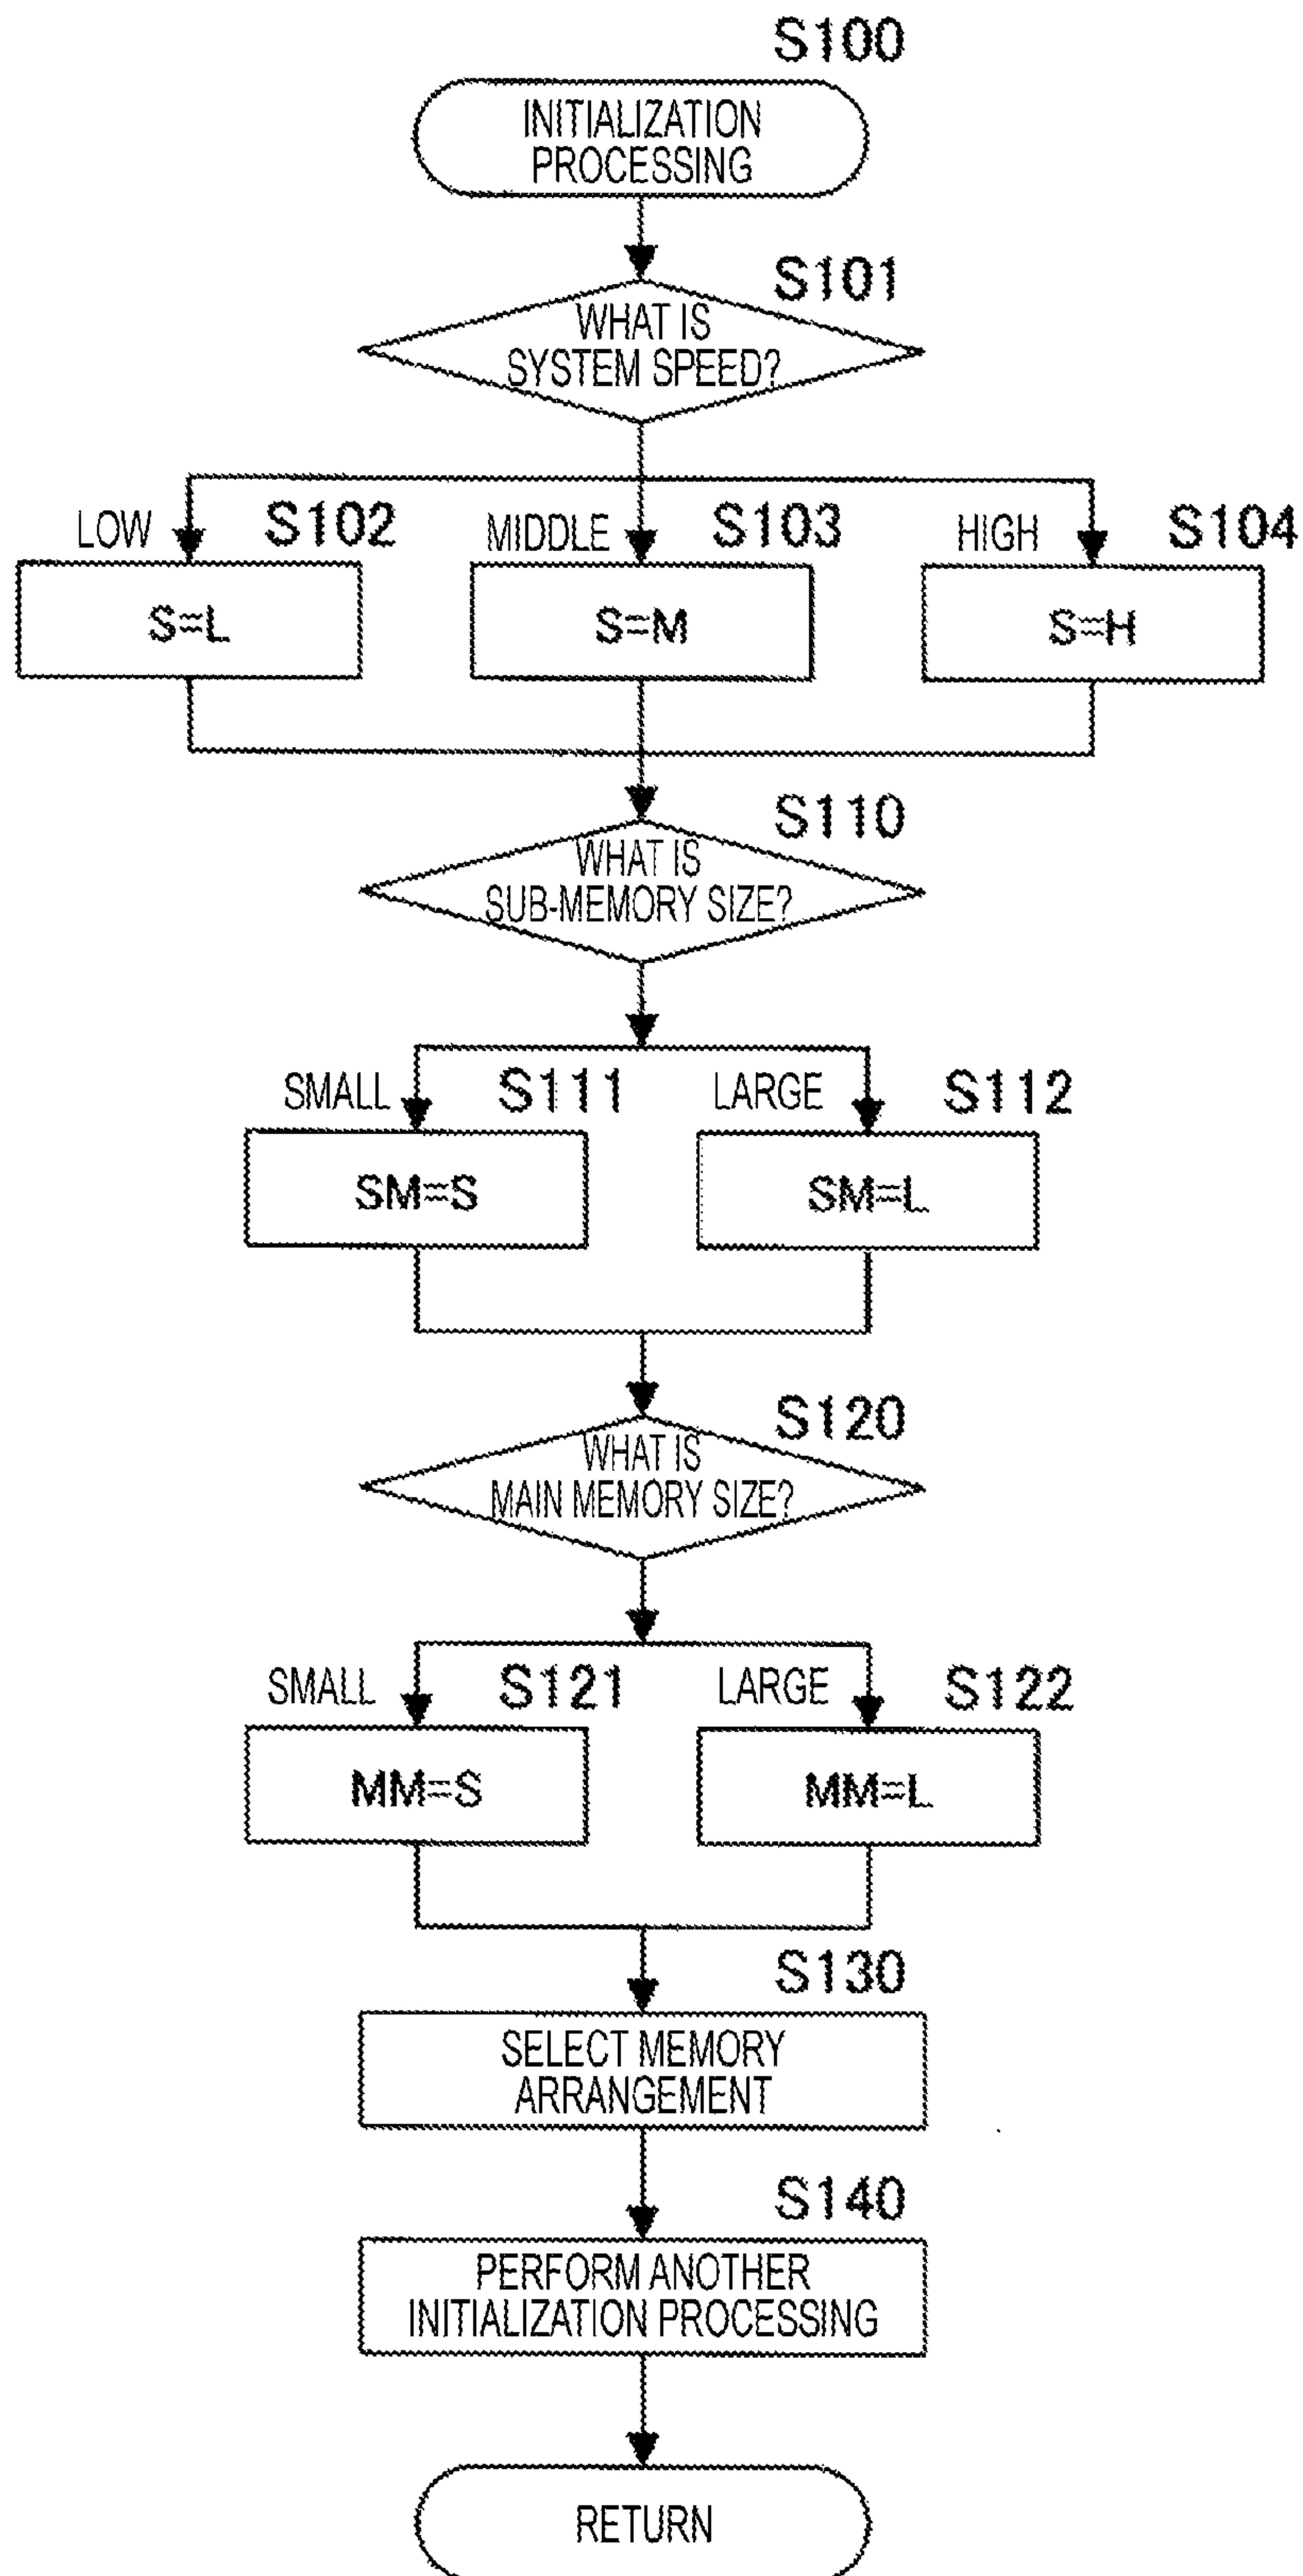 S100
INITIALIZATION
PROCESSING
S101
WHAT IS
SYSTEM SPEED?
LOW
S102
MIDDLE
S103
HIGH
S104
S=L
S=M
S=H
S110
WHAT IS
SUB-MEMORY SIZE?
SMALL
S111
LARGE
S112
SM=S
SM=L
S120
WHAT IS
MAIN MEMORY SIZE?
SMALL
S121
LARGE
S122
MM=S
MM=L
S130
SELECT MEMORY
ARRANGEMENT
S140
PERFORM ANOTHER
INITIALIZATION PROCESSING
RETURN